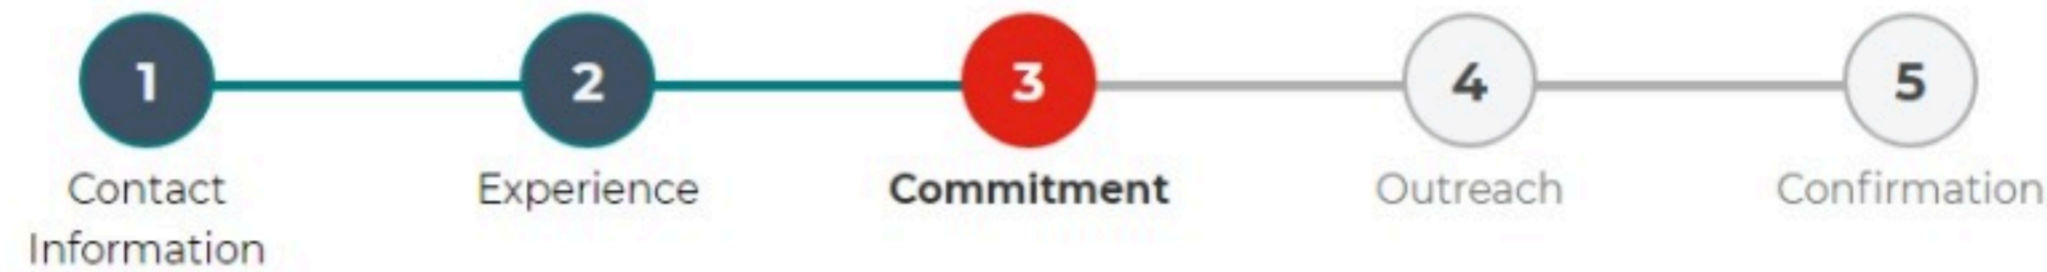 1
2
3
4
5
Contact
Information
Experience
Commitment
Outreach
Confirmation